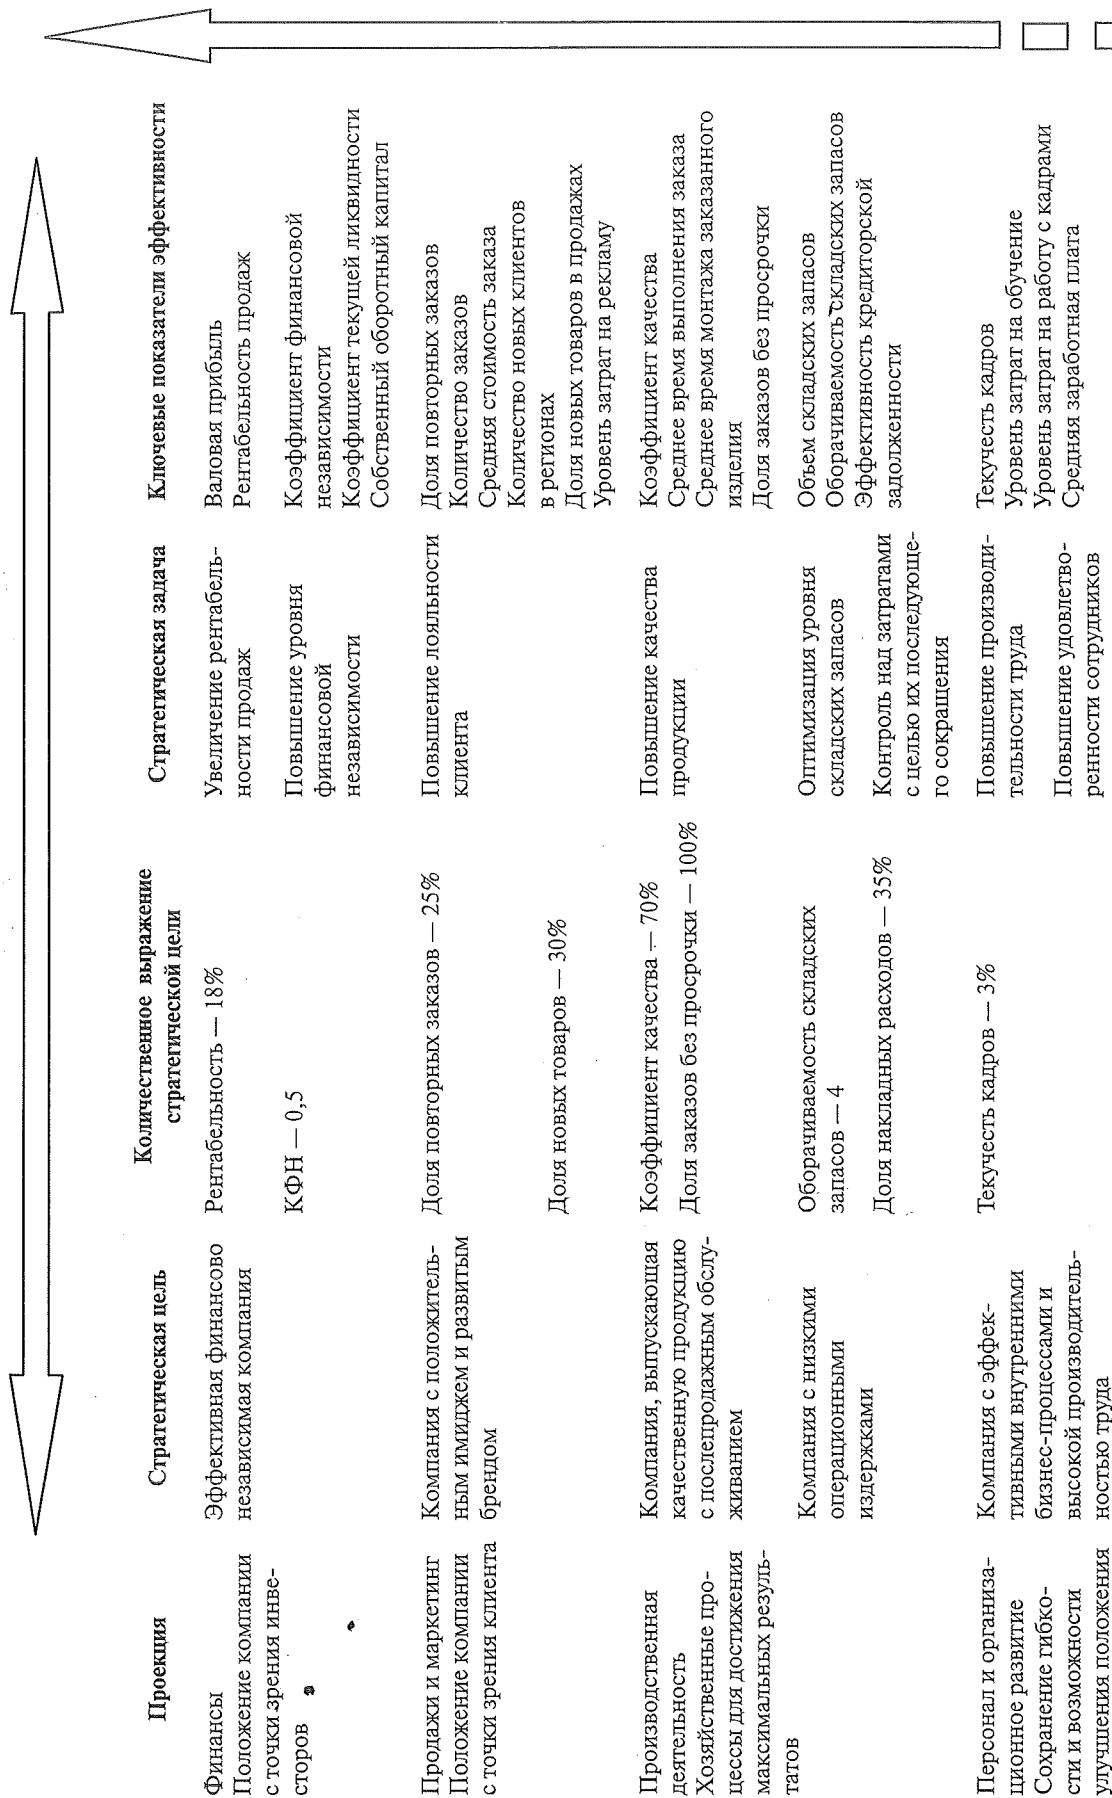 Проекция
Стратегическая цель
Количественное выражение
стратегической цели
Стратегическая задача
Ключевые показатели эффективности
Финансы
Положение компании
с точки зрения инве-
сторов
Эффективная финансово
независимая компания
Рентабельность — 18%
КФН — 0,5
Увеличение рентабель-
ности продаж
Повышение уровня
финансовой
независимости
Валовая прибыль
Рентабельность продаж
Коэффициент финансовой
независимости
Коэффициент текущей ликвидности
Собственный оборотный капитал
Продажи и маркетинг
Положение компании
с точки зрения клиента
Компания с положитель-
ным имиджем и развитым
брендом
Доля повторных заказов — 25%
Доля новых товаров — 30%
Повышение лояльности
клиента
Доля повторных заказов
Количество заказов
Средняя стоимость заказа
Количество новых клиентов
в регионах
Доля новых товаров в продажах
Уровень затрат на рекламу
Производственная
деятельность
Хозяйственные про-
цессы для достижения
максимальных резуль-
татов
Компания, выпускающая
качественную продукцию
с послепродажным обслу-
живанием
Коэффициент качества — 70%
Доля заказов без просрочки — 100%
Повышение качества
продукции
Коэффициент качества
Среднее время выполнения заказа
Среднее время монтажа заказанного
изделия
Доля заказов без просрочки
Компания с низкими
операционными
издержками
Оборачиваемость складских
запасов — 4
Доля накладных расходов — 35%
Оптимизация уровня
складских запасов
Контроль над затратами
с целью их последующе-
го сокращения
Объем складских запасов
Оборачиваемость складских запасов
Эффективность кредиторской
задолженности
Персонал и организа-
ционное развитие
Сохранение гибко-
сти и возможности
улучшения положения
Компания с эффек-
тивными внутренними
бизнес-процессами и
высокой производитель-
ностью труда
Текучесть кадров — 3%
Повышение производи-
тельности труда
Повышение удовлетво-
ренности сотрудников
Текучесть кадров
Уровень затрат на обучение
Уровень затрат на работу с кадрами
Средняя заработная плата